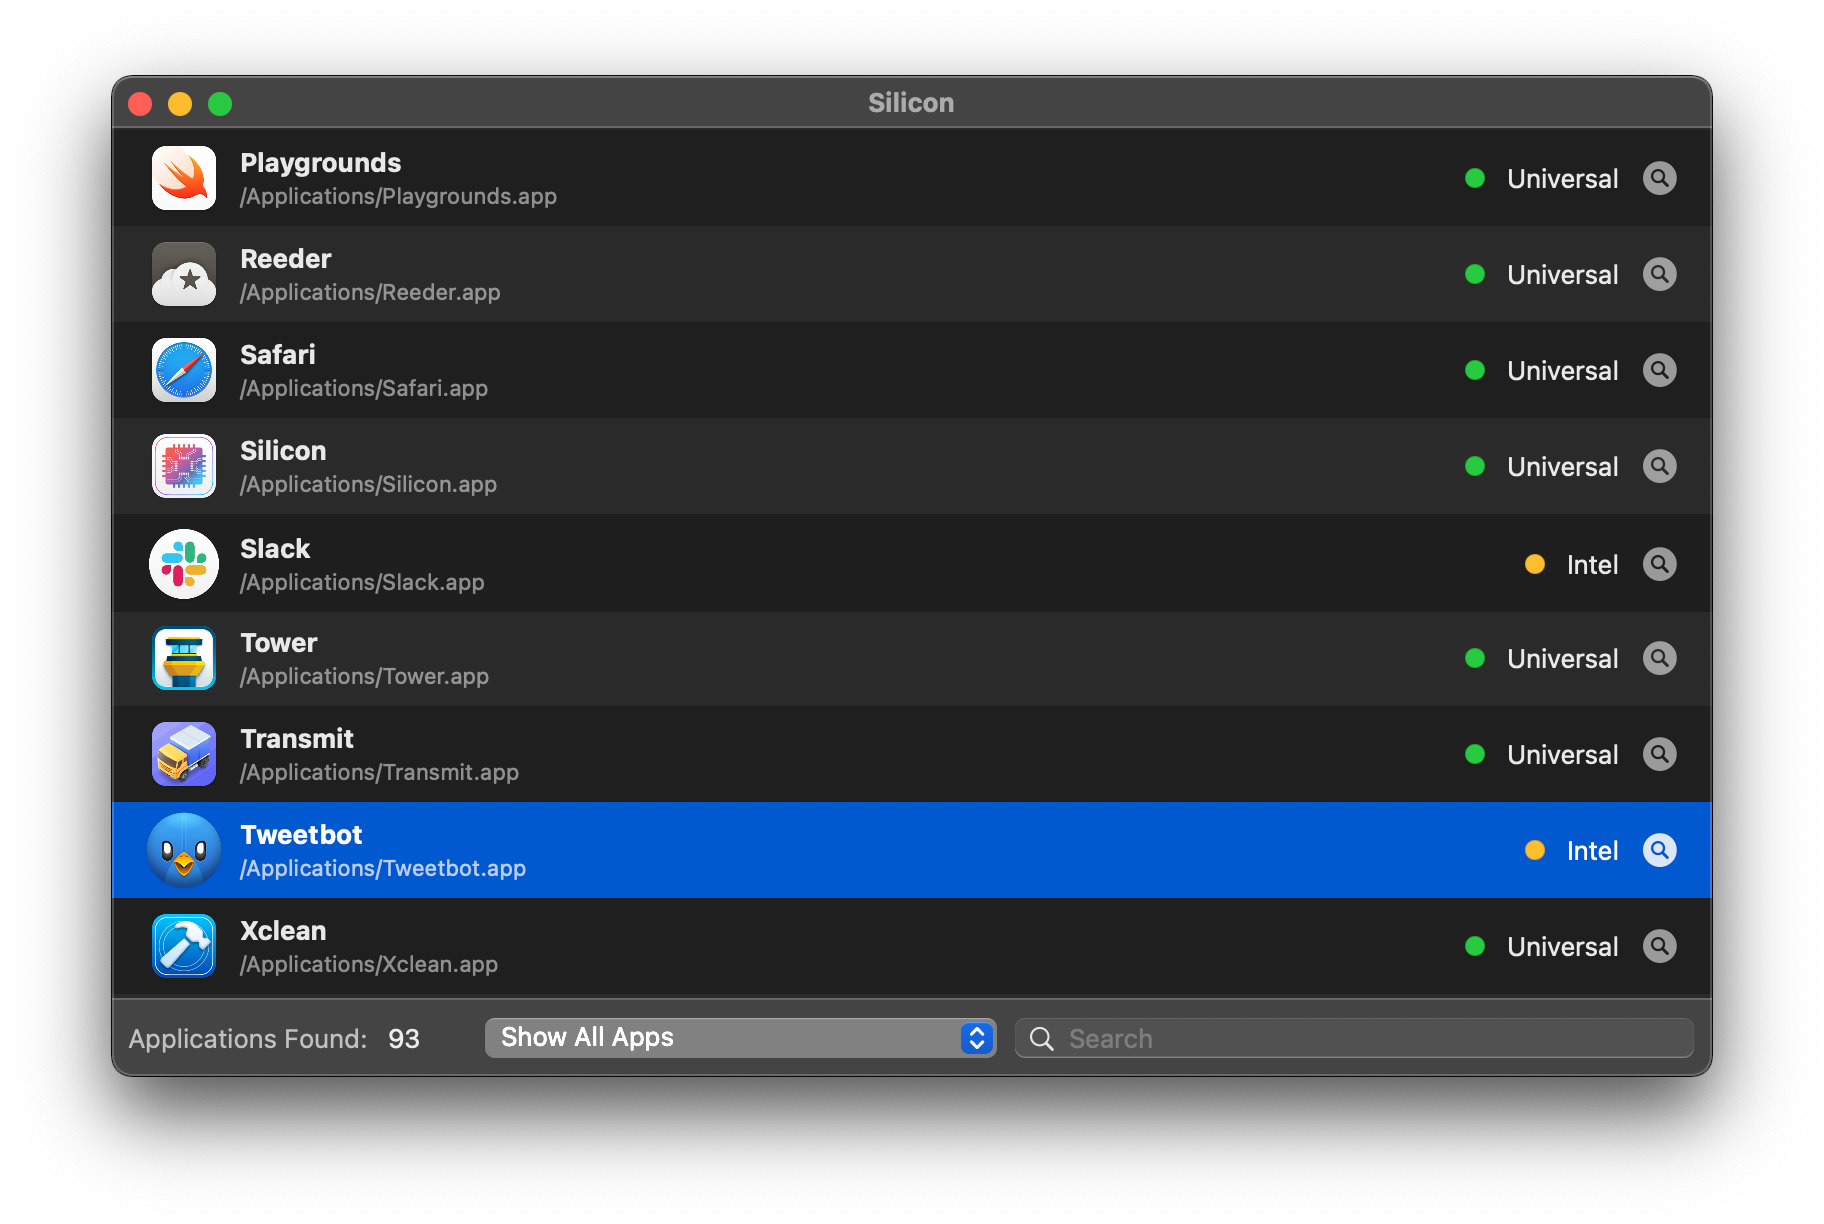 Silicon
Playgrounds
/Applications/Playgrounds.app
Universal
Reeder
/Applications/Reeder.app
Universal
Safari
/Applications/Safari.app
Universal
Silicon
/Applications/Silicon.app
Universal
Slack
/Applications/Slack.app
Intel
Tower
/Applications/Tower.app
Universal
Transmit
/Applications/Transmit.app
Universal
Tweetbot
/Applications/Tweetbot.app
Intel
Xclean
/Applications/Xclean.app
Universal
Applications Found: 93
Show All Apps
Search